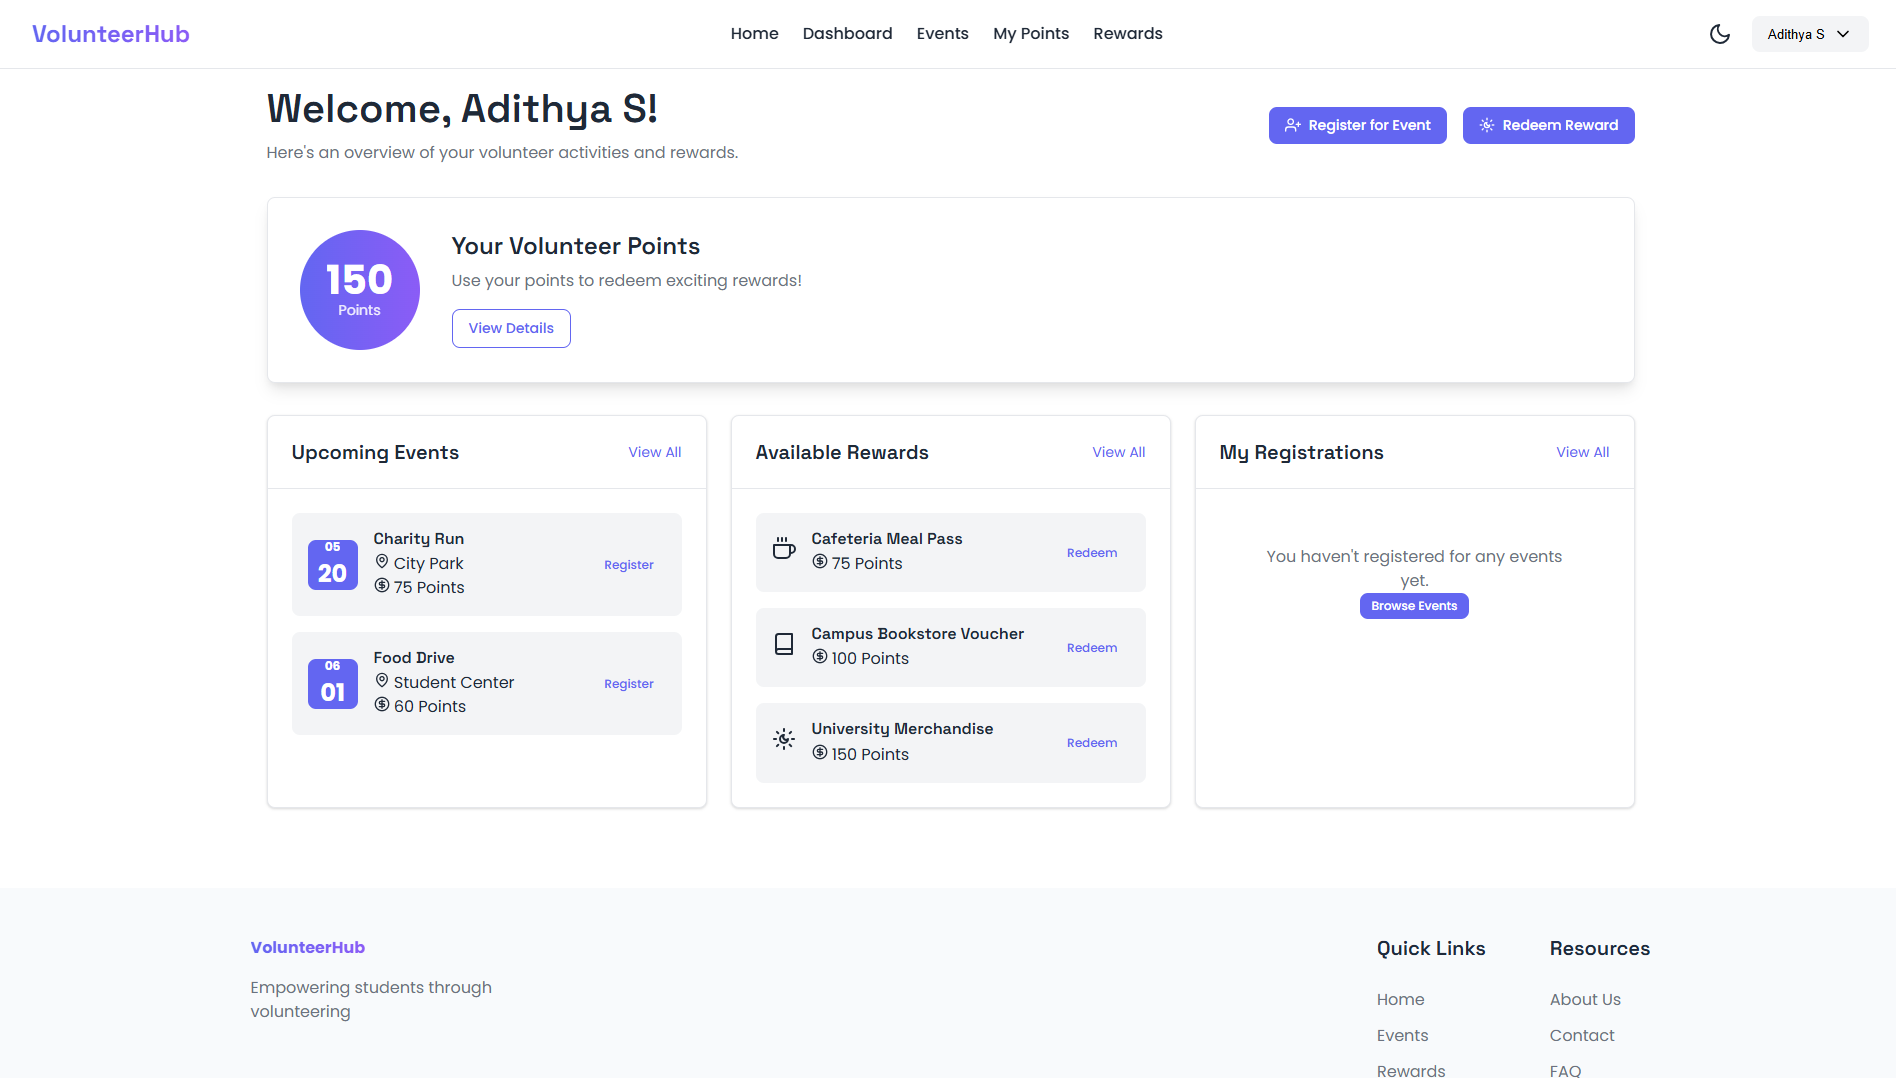 VolunteerHub
Home Dashboard Events My Points Rewards
Adithya S
Welcome, Adithya S!
Here's an overview of your volunteer activities and rewards.
Register for Event
Redeem Reward
150
Points
Your Volunteer Points
Use your points to redeem exciting rewards!
View Details
Upcoming Events
View All
05
20
Charity Run
City Park
75 Points
Register
06
01
Food Drive
Student Center
60 Points
Register
Available Rewards
View All
Cafeteria Meal Pass
75 Points
Redeem
Campus Bookstore Voucher
100 Points
Redeem
University Merchandise
150 Points
Redeem
My Registrations
View All
You haven't registered for any events
yet.
Browse Events
VolunteerHub
Empowering students through
volunteering
Quick Links
Home
Events
Rewards
Resources
About Us
Contact
FAQ